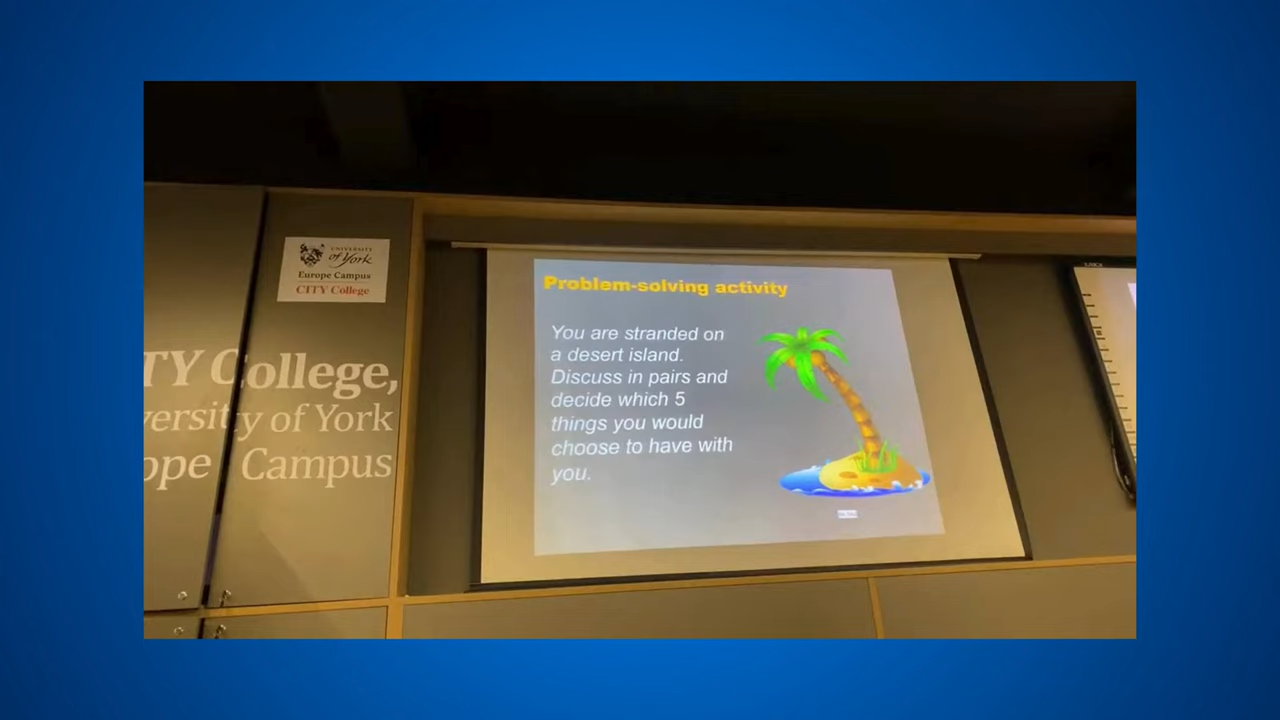 UNIVERSITY
of York
Europe Campus
CITY College
TY College,
versity of York
ope Campus
Problem-solving activity
You are stranded on
a desert island.
Discuss in pairs and
decide which 5
things you would
choose to have with
you.